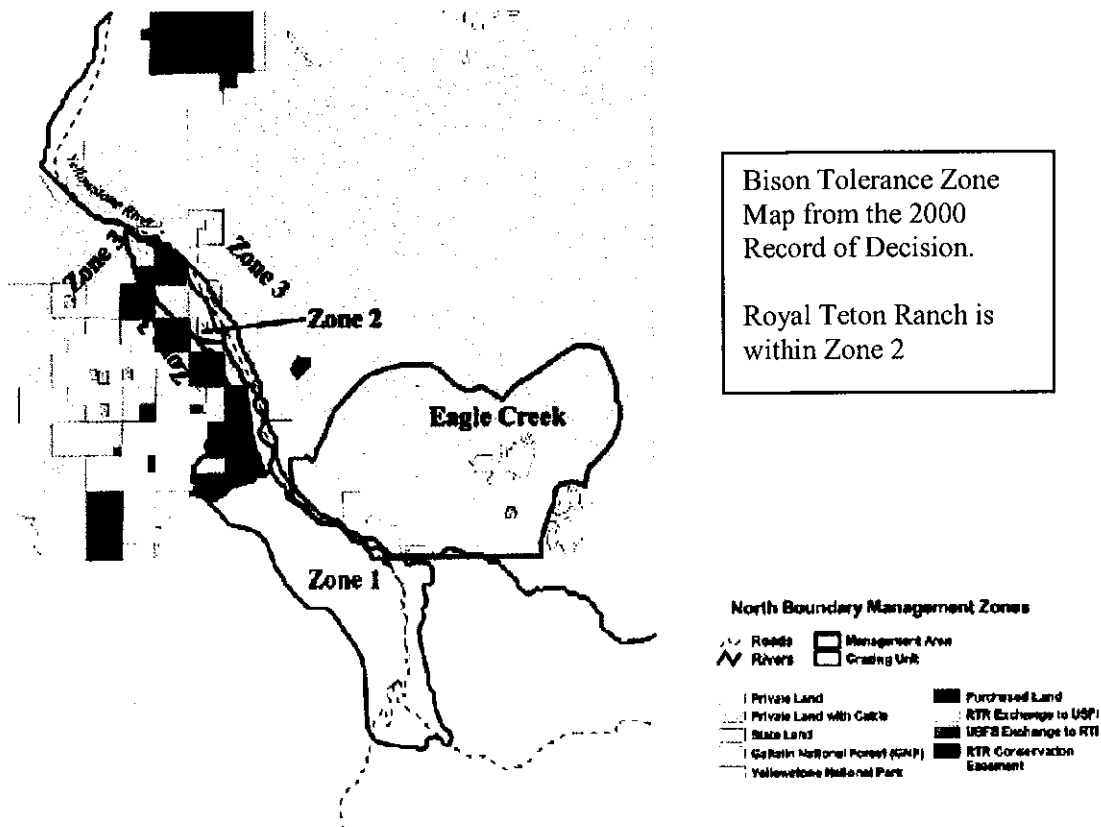 Yellowstone River
Zone 3
Zone 3
Zone 2
Zone 2
Eagle Creek
Zone 1
Bison Tolerance Zone
Map from the 2000
Record of Decision.
Royal Teton Ranch is
within Zone 2
North Boundary Management Zones
Roads
Management Area
Rivers
Grazing Unit
Private Land
Private Land with Cattle
State Land
Gallatin National Forest (GNF)
Yellowstone National Park
Purchased Land
RTR Exchange to USF
USFS Exchange to RT
RTR Conservation
Easement